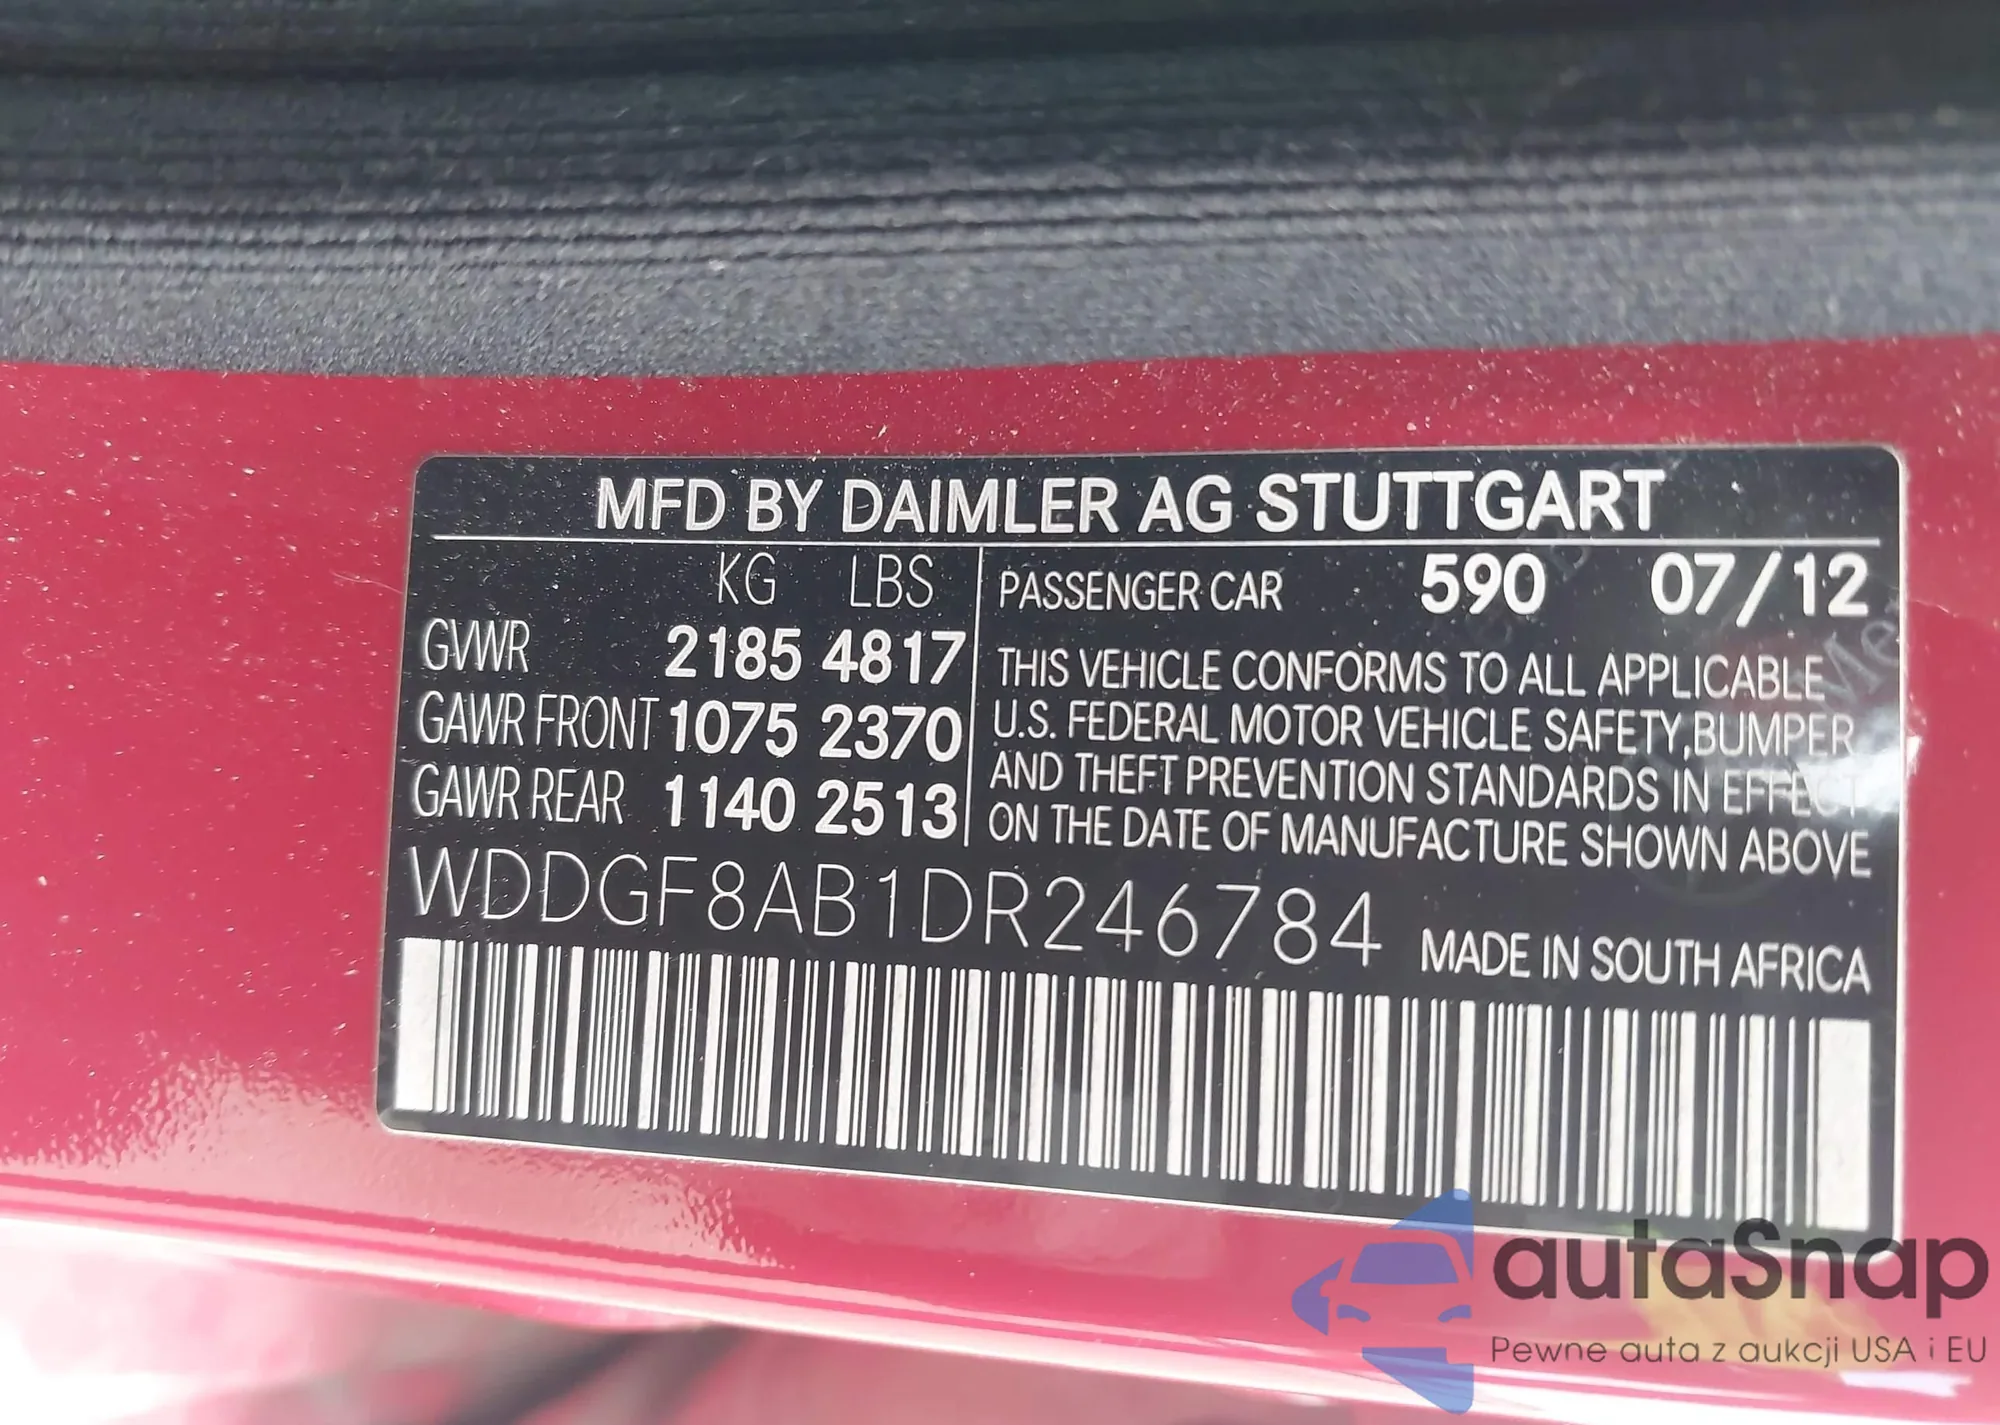 MFD BY DAIMLER AG STUTTGART
KG LBS
GVWR 2185 4817
GAWR FRONT 1075 2370
GAWR REAR 1140 2513
PASSENGER CAR 590 07/12
THIS VEHICLE CONFORMS TO ALL APPLICABLE
U.S. FEDERAL MOTOR VEHICLE SAFETY,BUMPER
AND THEFT PREVENTION STANDARDS IN EFFECT
ON THE DATE OF MANUFACTURE SHOWN ABOVE
WDDGF8AB1DR246784
MADE IN SOUTH AFRICA
autaSnap
Pewne auta z aukcji USA i EU